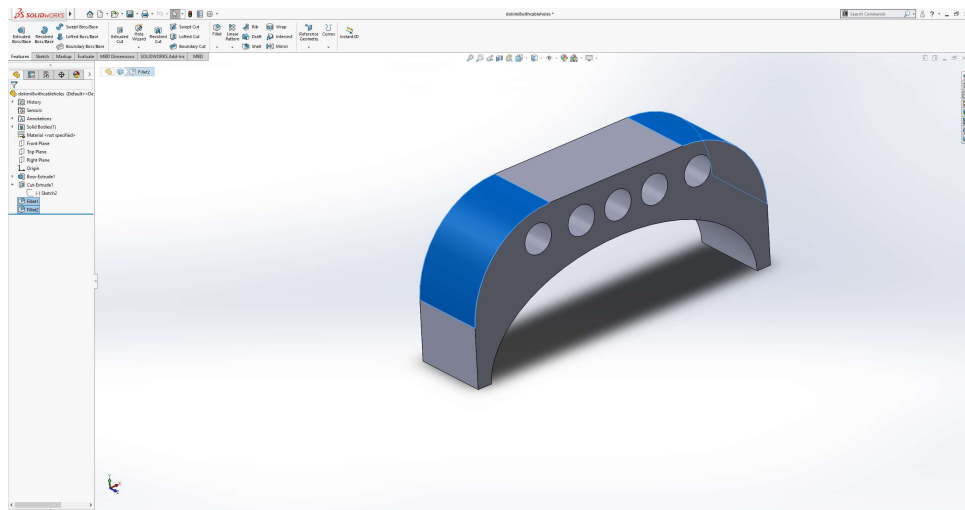 SOLIDWORKS
dokimi8withcableholes *
Search Commands
Extruded Boss/Base
Revolved Boss/Base
Swept Boss/Base
Lofted Boss/Base
Boundary Boss/Base
Extruded Cut
Hole Wizard
Revolved Cut
Swept Cut
Lofted Cut
Boundary Cut
Fillet
Linear Pattern
Rib
Draft
Shell
Wrap
Intersect
Mirror
Reference Geometry
Curves
Instant3D
Features Sketch Markup Evaluate MBD Dimensions SOLIDWORKS Add-Ins MBD
Fillet2
dokimi8withcableholes (Default<<De
History
Sensors
Annotations
Solid Bodies(1)
Material <not specified>
Front Plane
Top Plane
Right Plane
Origin
Boss-Extrude1
Cut-Extrude1
(-) Sketch2
Fillet1
Fillet2